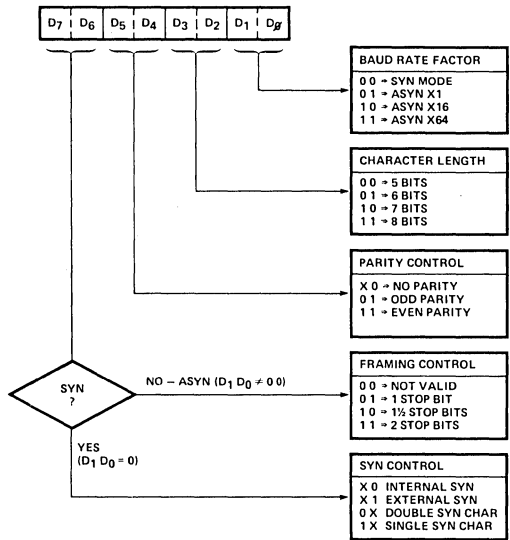 D7 D6 D5 D4 D3 D2 D1 D0
BAUD RATE FACTOR
0 0 → SYN MODE
0 1 → ASYN X1
1 0 → ASYN X16
1 1 → ASYN X64
CHARACTER LENGTH
0 0 → 5 BITS
0 1 → 6 BITS
1 0 → 7 BITS
1 1 → 8 BITS
PARITY CONTROL
X 0 → NO PARITY
0 1 → ODD PARITY
1 1 → EVEN PARITY
SYN
?
NO – ASYN (D1 D0 ≠ 0 0)
FRAMING CONTROL
0 0 → NOT VALID
0 1 → 1 STOP BIT
1 0 → 1½ STOP BITS
1 1 → 2 STOP BITS
YES
(D1 D0 = 0)
SYN CONTROL
X 0 INTERNAL SYN
X 1 EXTERNAL SYN
0 X DOUBLE SYN CHAR
1 X SINGLE SYN CHAR